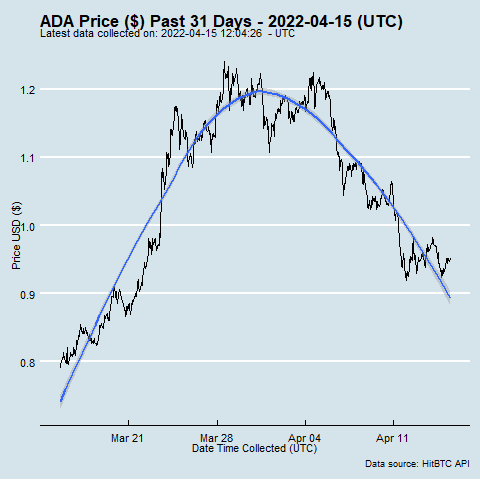 ADA Price ($) Past 31 Days - 2022-04-15 (UTC)
Latest data collected on: 2022-04-15 12:04:26 - UTC
1.2
1.1
1.0
0.9
0.8
Price USD ($)
Mar 21 Mar 28 Apr 04 Apr 11
Date Time Collected (UTC)
Data source: HitBTC API